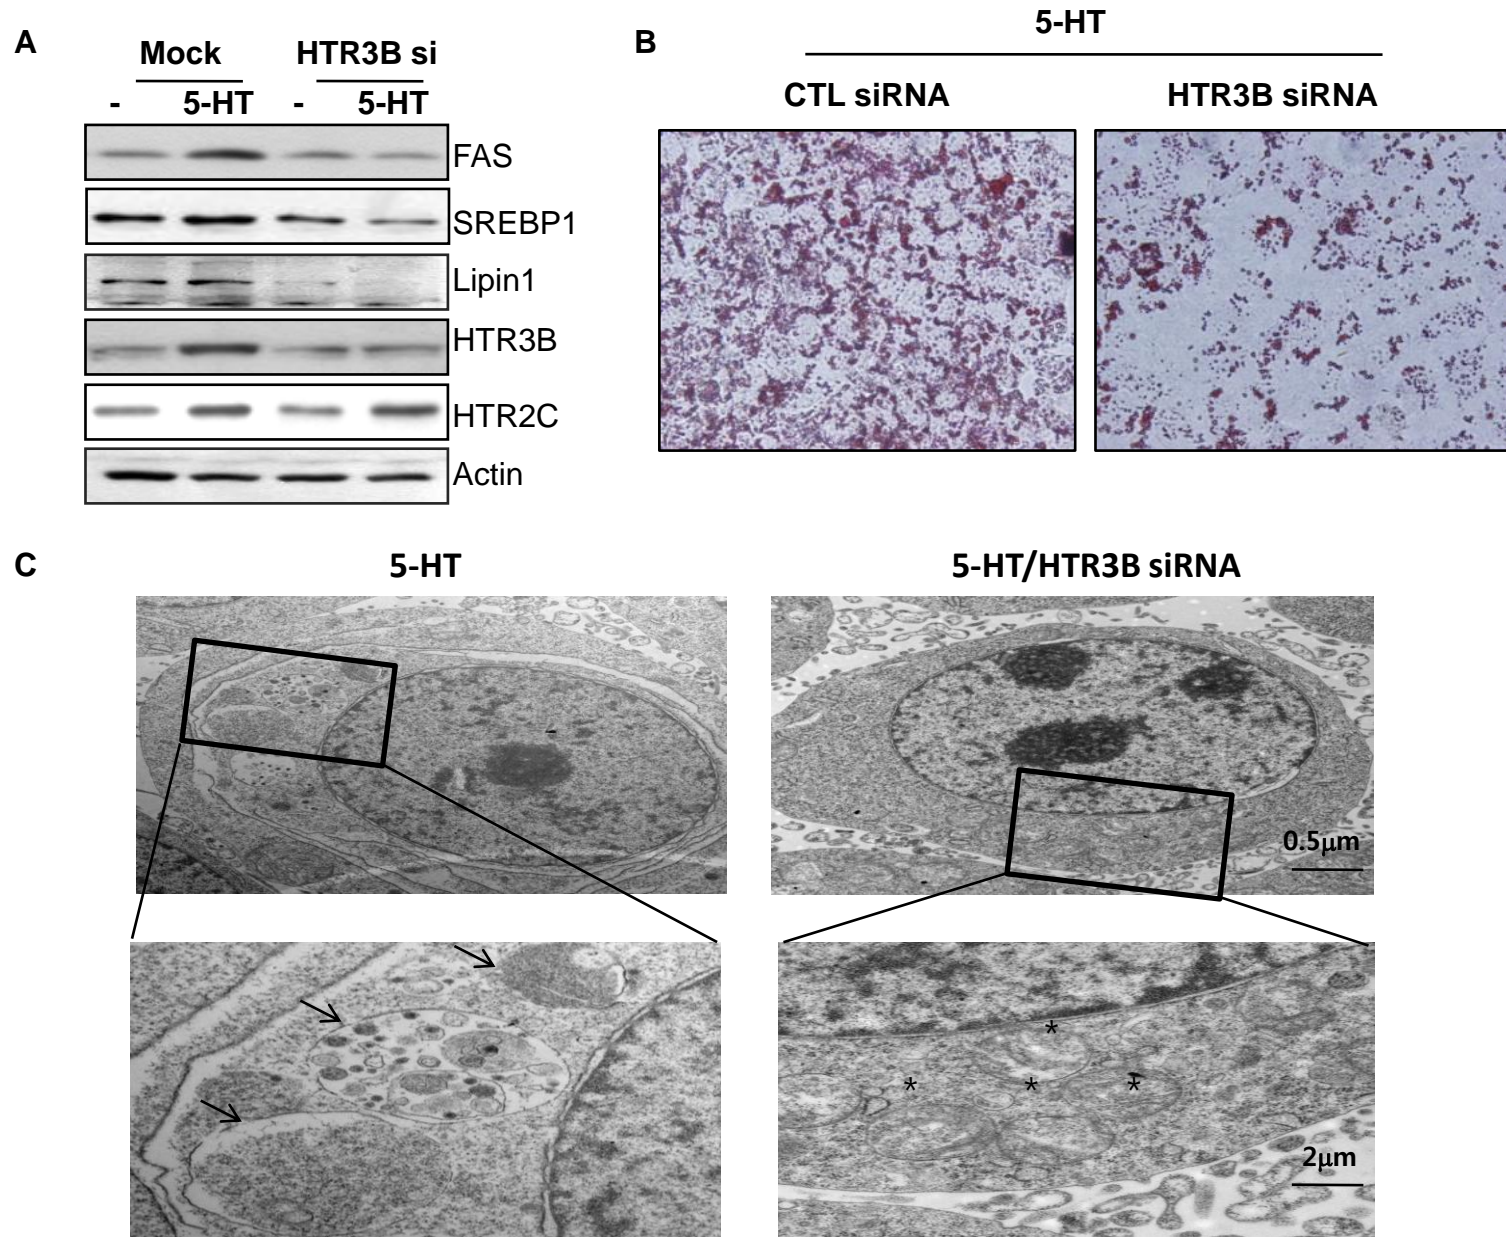 A
Mock HTR3B si
- 5-HT - 5-HT
FAS
SREBP1
Lipin1
HTR3B
HTR2C
Actin
B
5-HT
CTL siRNA HTR3B siRNA
C
5-HT 5-HT/HTR3B siRNA
0.5μm
* 
* * *
2μm